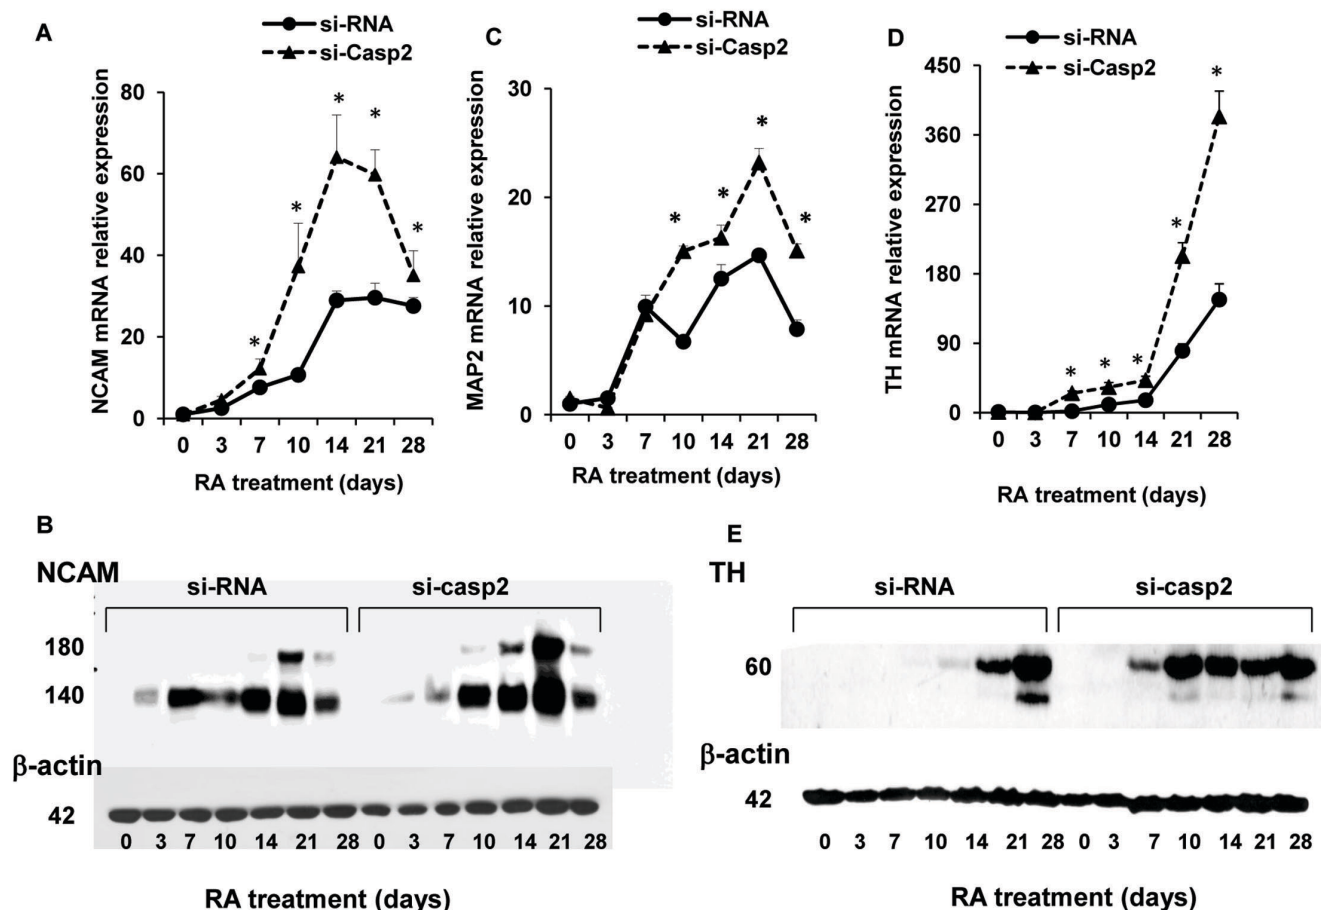 A
si-RNA
si-Casp2
NCAM mRNA relative expression
80
60
40
20
0
* * * * *
0 3 7 10 14 21 28
RA treatment (days)
C
si-RNA
si-Casp2
MAP2 mRNA relative expression
30
20
10
0
* * * *
0 3 7 10 14 21 28
RA treatment (days)
D
si-RNA
si-Casp2
TH mRNA relative expression
450
360
270
180
90
0
* * * * *
0 3 7 10 14 21 28
RA treatment (days)
B
NCAM
si-RNA si-casp2
180
140
β-actin
42
0 3 7 10 14 21 28 0 3 7 10 14 21 28
RA treatment (days)
E
TH
si-RNA si-casp2
60
β-actin
42
0 3 7 10 14 21 28 0 3 7 10 14 21 28
RA treatment (days)